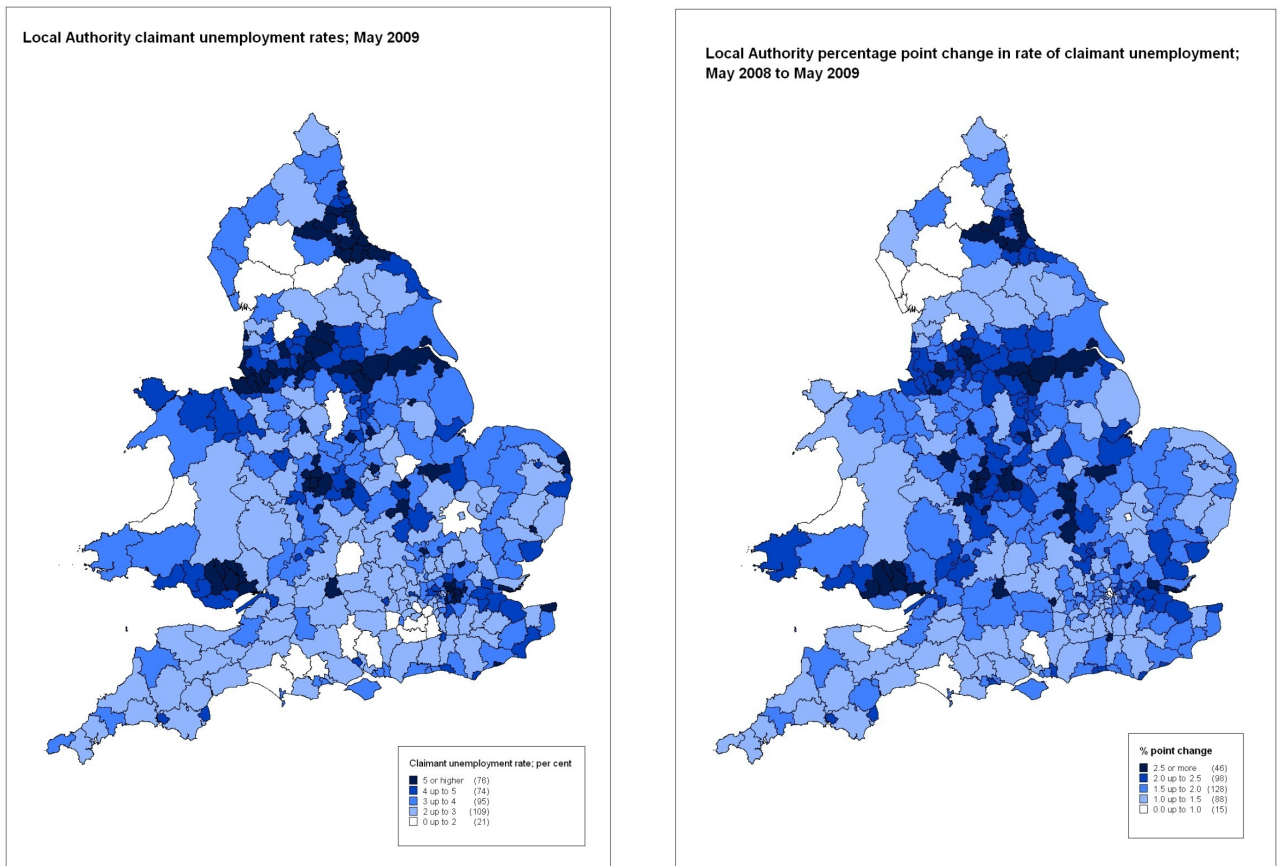 Local Authority claimant unemployment rates; May 2009
Claimant unemployment rate; per cent
5 or higher (76)
4 up to 5 (74)
3 up to 4 (95)
2 up to 3 (109)
0 up to 2 (21)
Local Authority percentage point change in rate of claimant unemployment;
May 2008 to May 2009
% point change
2.5 or more (46)
2.0 up to 2.5 (98)
1.5 up to 2.0 (128)
1.0 up to 1.5 (88)
0.0 up to 1.0 (15)